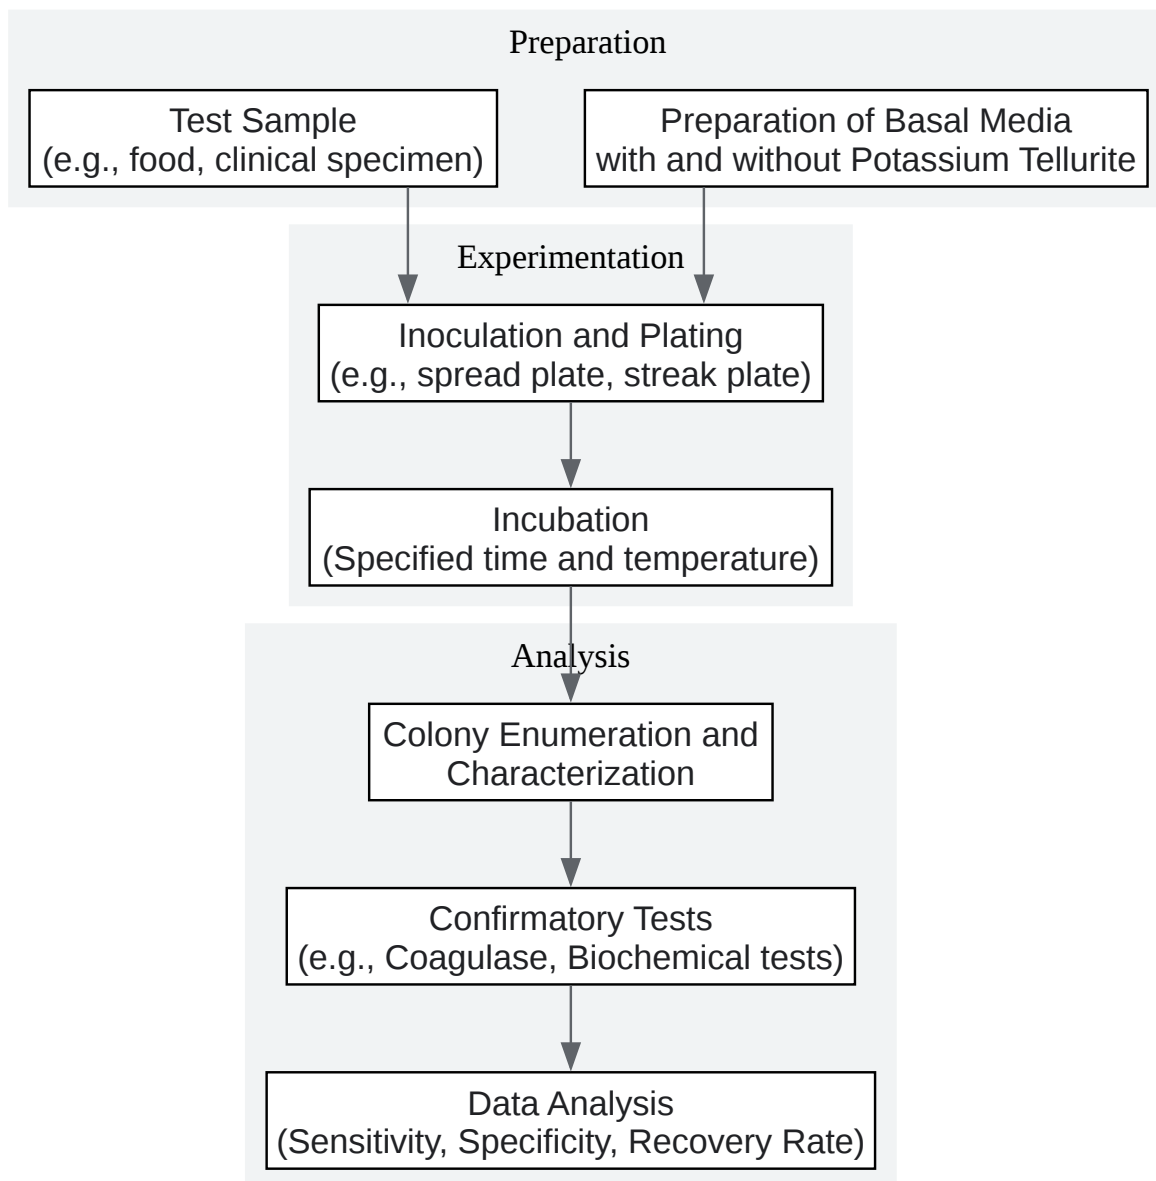 Preparation
Test Sample
(e.g., food, clinical specimen)
Preparation of Basal Media
with and without Potassium Tellurite
Experimentation
Inoculation and Plating
(e.g., spread plate, streak plate)
Incubation
(Specified time and temperature)
Analysis
Colony Enumeration and
Characterization
Confirmatory Tests
(e.g., Coagulase, Biochemical tests)
Data Analysis
(Sensitivity, Specificity, Recovery Rate)